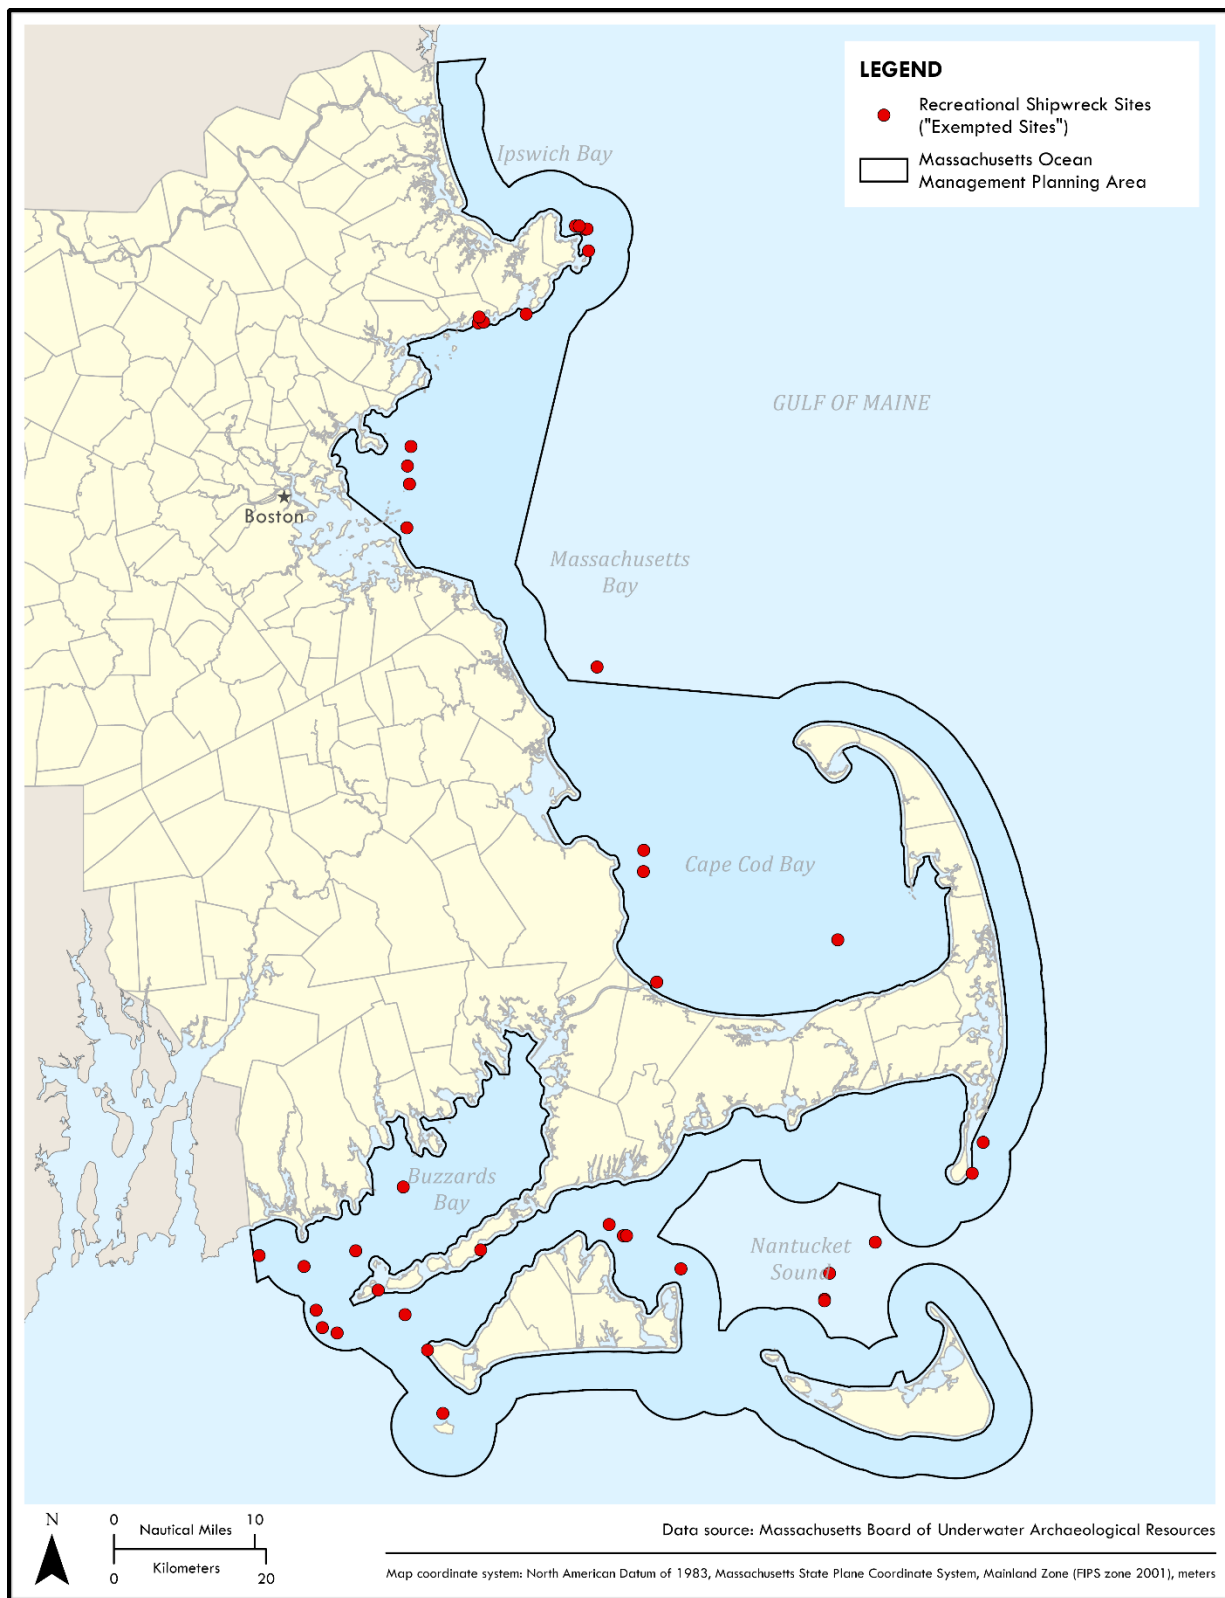 LEGEND
Recreational Shipwreck Sites
("Exempted Sites")
Massachusetts Ocean
Management Planning Area
Ipswich Bay
GULF OF MAINE
Boston
Massachusetts
Bay
Cape Cod Bay
Buzzards
Bay
Nantucket
Sound
N
0
10
Nautical Miles
Kilometers
0
20
Data source: Massachusetts Board of Underwater Archaeological Resources
Map coordinate system: North American Datum of 1983, Massachusetts State Plane Coordinate System, Mainland Zone (FIPS zone 2001), meters